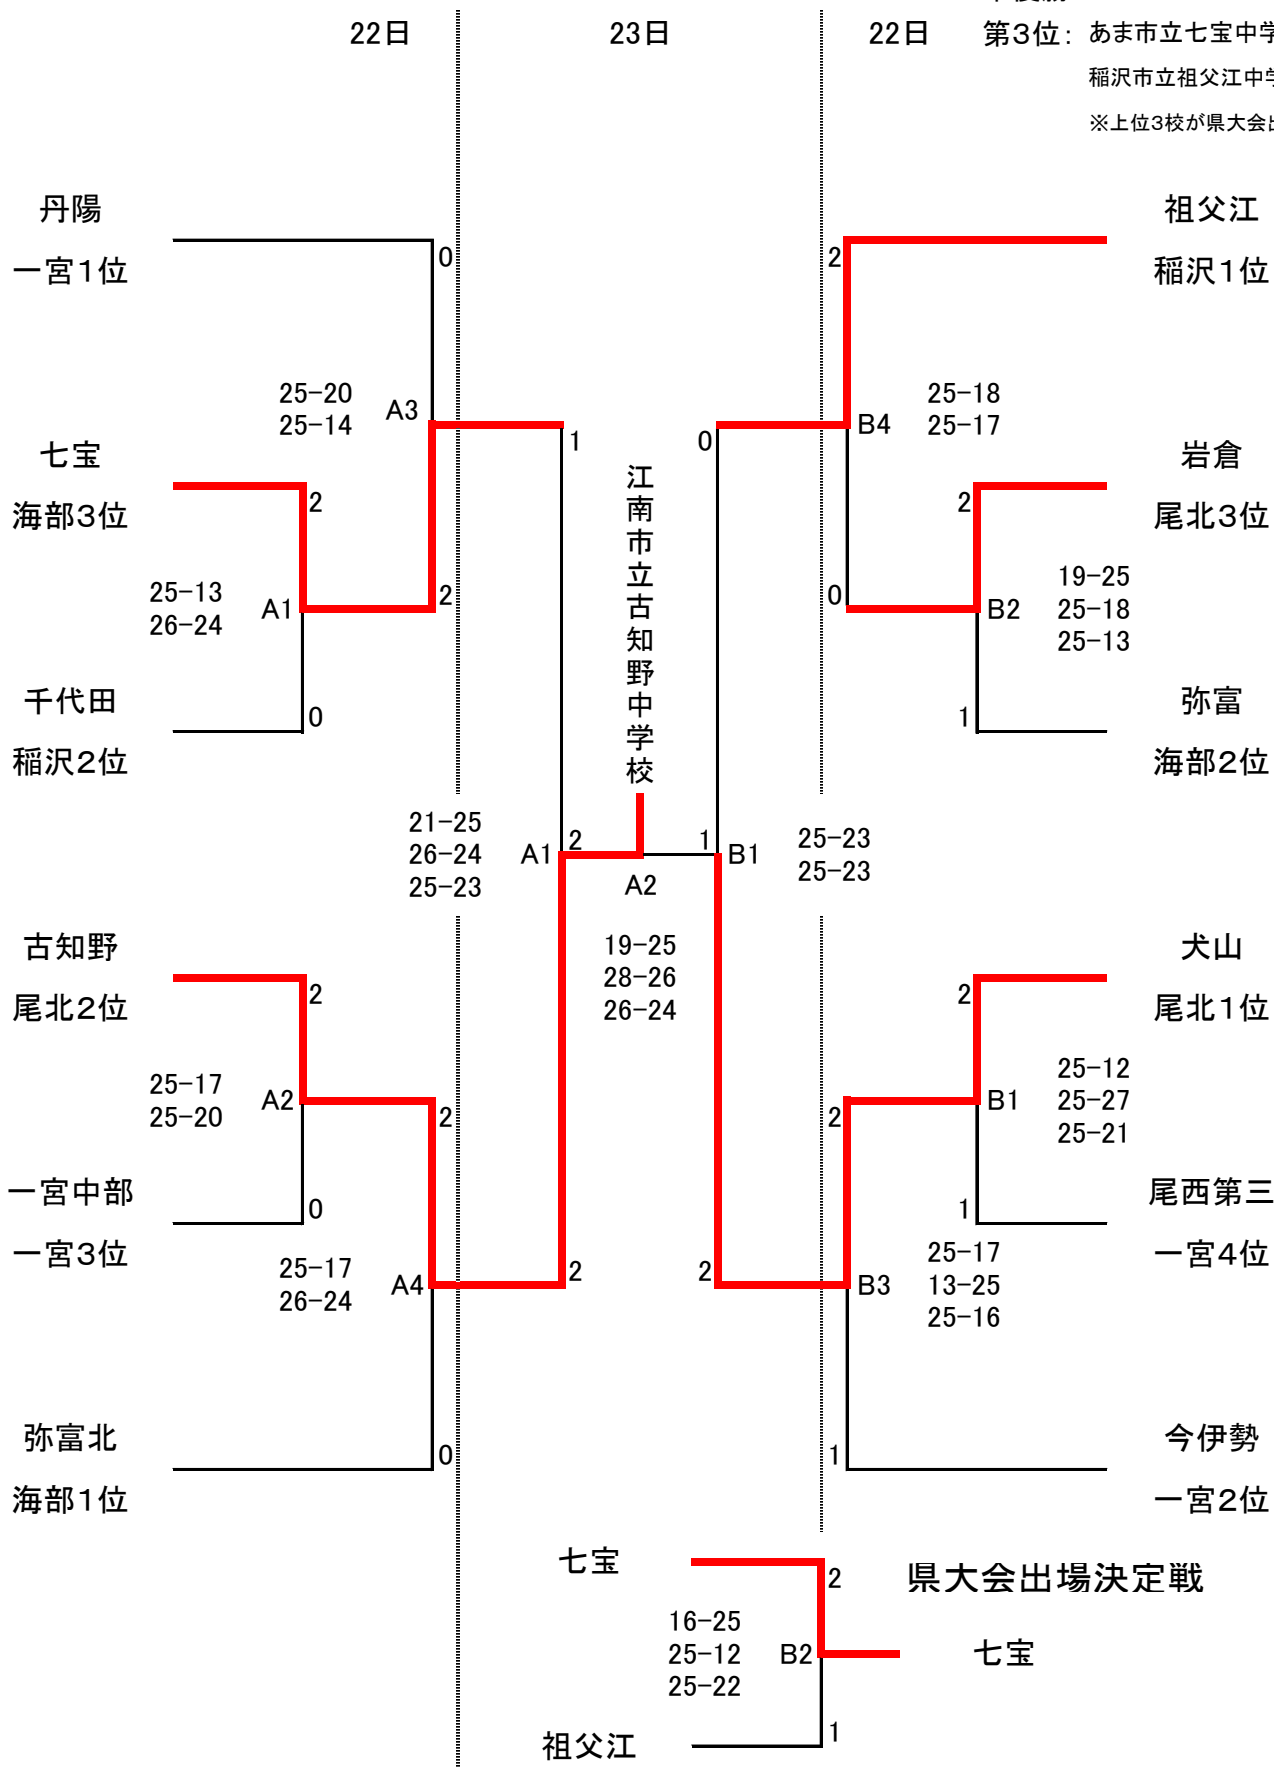 22日
23日
22日
第3位: あま市立七宝中学
稲沢市立祖父江中学
※上位3校が県大会出
丹陽
一宮1位
0
25-20
25-14
A3
七宝
海部3位
2
25-13
26-24
A1
2
千代田
稲沢2位
0
1
21-25
26-24
25-23
A1
2
古知野
尾北2位
2
25-17
25-20
A2
2
一宮中部
一宮3位
0
25-17
26-24
A4
2
弥富北
海部1位
0
江南市立古知野中学校
A2
19-25
28-26
26-24
祖父江
稲沢1位
2
25-18
25-17
B4
0
岩倉
尾北3位
2
19-25
25-18
25-13
B2
0
弥富
海部2位
1
1
B1
25-23
25-23
犬山
尾北1位
2
25-12
25-27
25-21
B1
2
尾西第三
一宮4位
1
25-17
13-25
25-16
B3
2
今伊勢
一宮2位
1
県大会出場決定戦
七宝
2
16-25
25-12
25-22
B2
七宝
祖父江
1